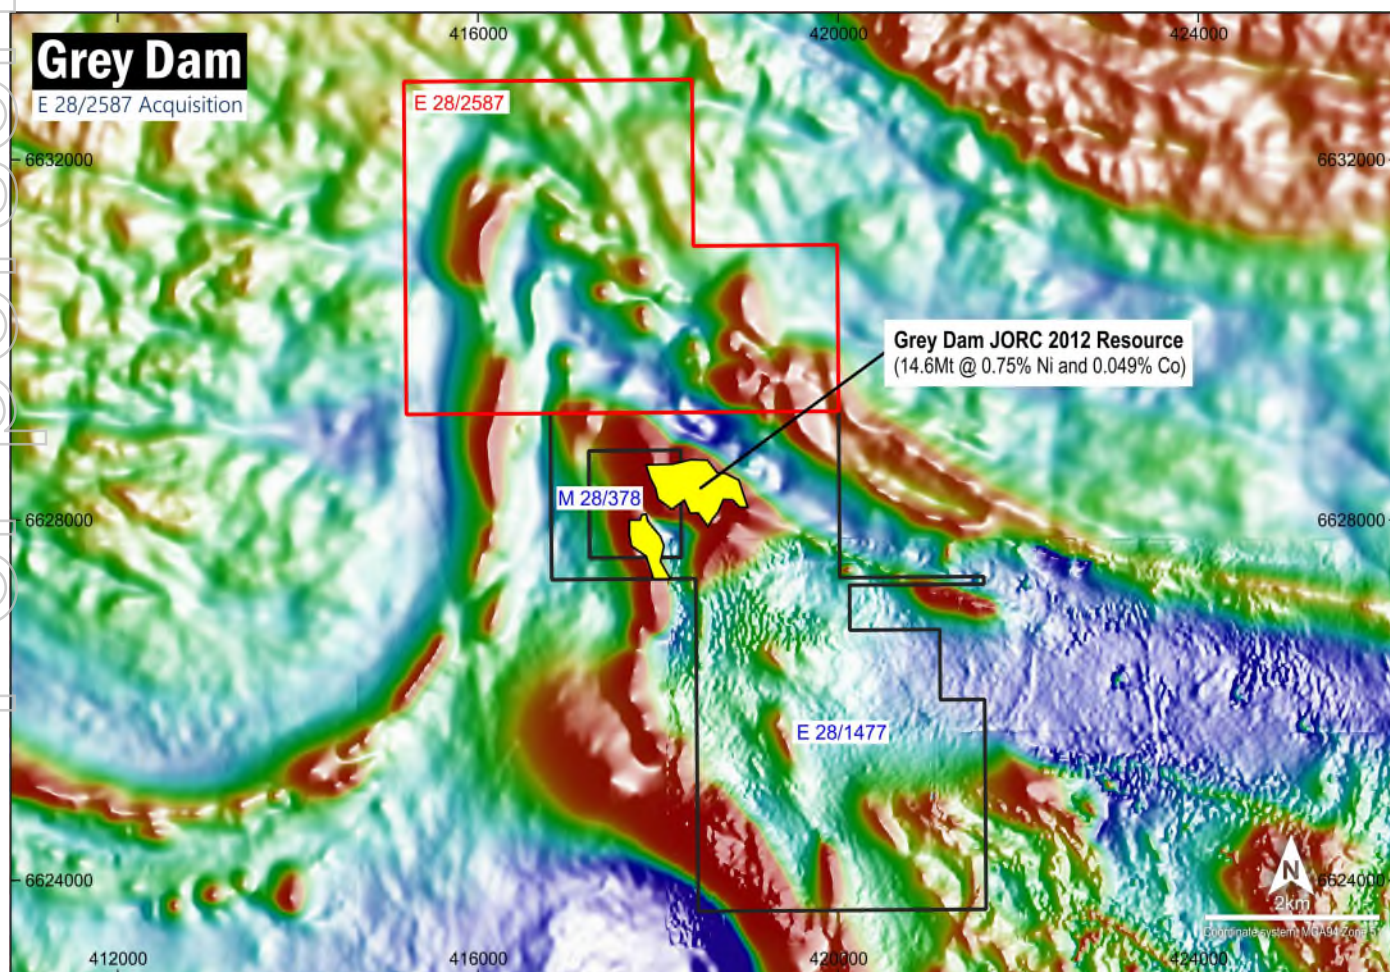 416000
420000
424000
Grey Dam
E 28/2587 Acquisition
E 28/2587
6632000
6632000
Grey Dam JORC 2012 Resource
(14.6Mt @ 0.75% Ni and 0.049% Co)
M 28/378
6628000
6628000
E 28/1477
N
6624000
6624000
2km
Coordinate system: MGA94 Zone 51
412000
416000
420000
424000